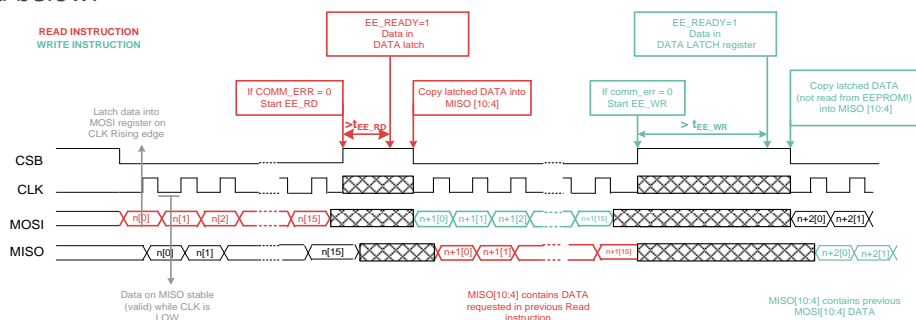 READ INSTRUCTION
WRITE INSTRUCTION
EE_READY=1
Data in
DATA latch
EE_READY=1
Data in
DATA LATCH register
If COMM_ERR = 0
Start EE_RD
Copy latched DATA into
MISO [10:4]
If comm_err = 0
Start EE_WR
Copy latched DATA
(not read from EEPROM!)
into MISO [10:4]
Latch data into
MOSI register on
CLK Rising edge
>tEE_RD
> tEE_WR
CSB
CLK
MOSI
n[0] n[1] n[2] n[15] n+1[0] n+1[1] n+1[2] n+1[15] n+2[0] n+2[1]
MISO
n[0] n[1] n[15] n+1[0] n+1[1] n+1[15] n+2[0] n+2[1]
Data on MISO stable
(valid) while CLK is
LOW
MISO[10:4] contains DATA
requested in previous Read
instruction
MISO[10:4] contains previous
MOSI[10:4] DATA